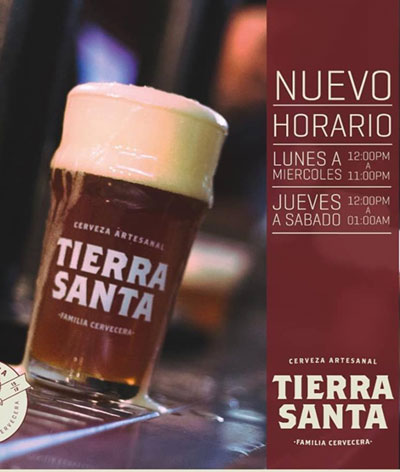 CERVEZA ARTESANAL
TIERRA
SANTA
·FAMILIA CERVECERA·
NUEVO
HORARIO
LUNES A
MIERCOLES
12:00PM
A
11:00PM
JUEVES
A SABADO
12:00PM
A
01:00AM
CERVEZA ARTESANAL
TIERRA
SANTA
·FAMILIA CERVECERA·